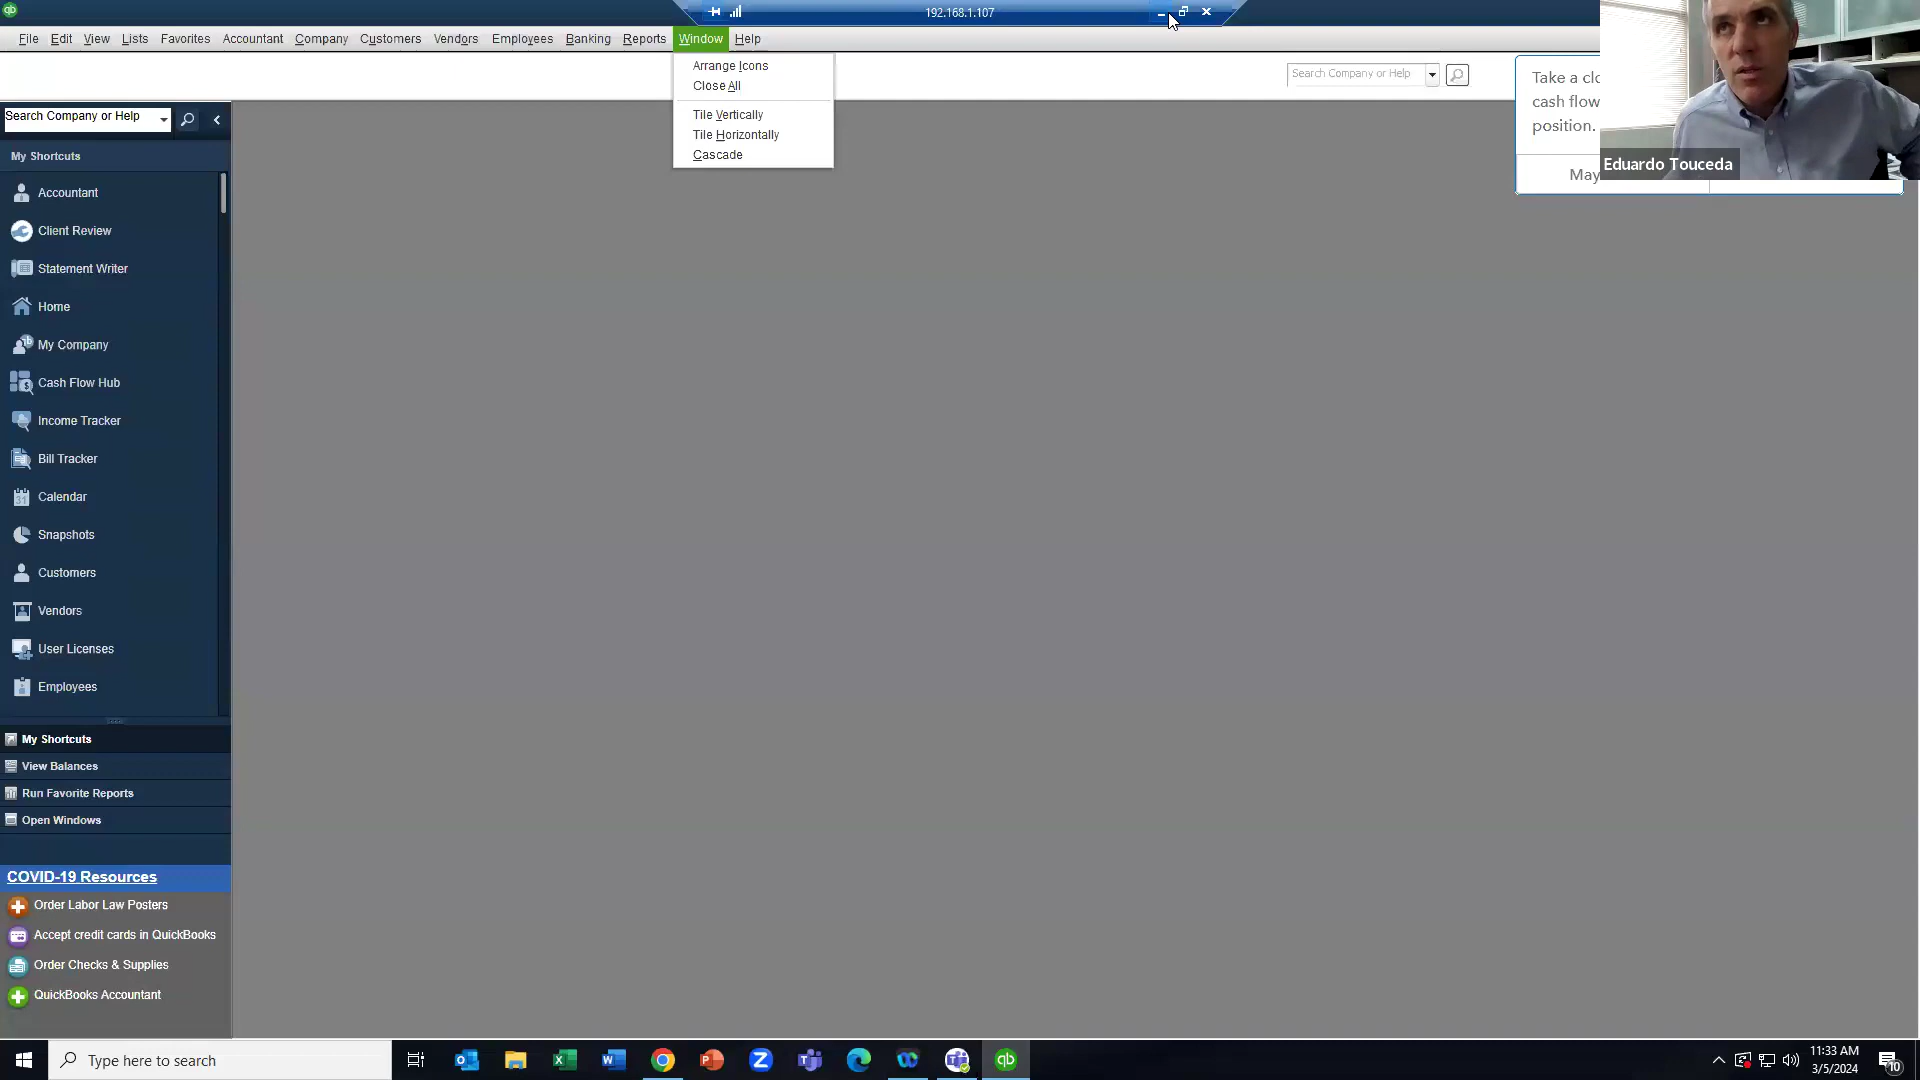 192.168.1.107
File Edit View Lists Favorites Accountant Company Customers Vendors Employees Banking Reports Window Help
Arrange Icons
Close All
Tile Vertically
Tile Horizontally
Cascade
Search Company or Help
Take a clo
cash flow
position.
May
Eduardo Touceda
Search Company or Help
My Shortcuts
Accountant
Client Review
Statement Writer
Home
My Company
Cash Flow Hub
Income Tracker
Bill Tracker
Calendar
Snapshots
Customers
Vendors
User Licenses
Employees
My Shortcuts
View Balances
Run Favorite Reports
Open Windows
COVID-19 Resources
Order Labor Law Posters
Accept credit cards in QuickBooks
Order Checks & Supplies
QuickBooks Accountant
Type here to search
11:33 AM
3/5/2024
10